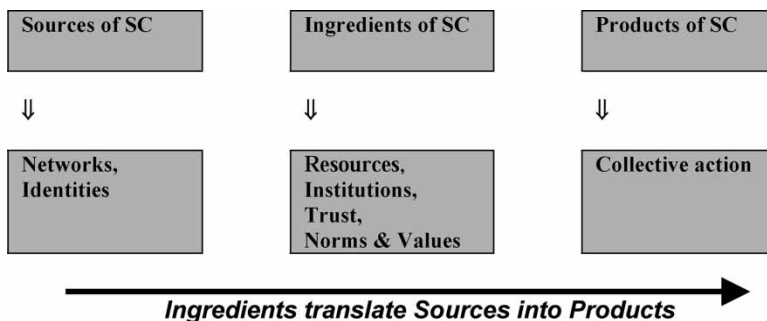 Sources of SC
Ingredients of SC
Products of SC
⇓
⇓
⇓
Networks,
Identities
Resources,
Institutions,
Trust,
Norms & Values
Collective action
Ingredients translate Sources into Products